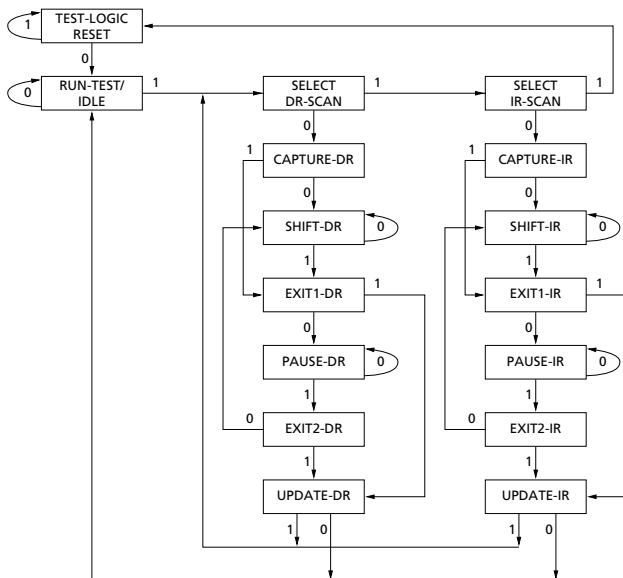 1
TEST-LOGIC
RESET
0
0
RUN-TEST/
IDLE
1
SELECT
DR-SCAN
1
SELECT
IR-SCAN
1
0
0
1
CAPTURE-DR
1
CAPTURE-IR
0
0
SHIFT-DR
0
SHIFT-IR
0
1
1
EXIT1-DR
1
EXIT1-IR
1
0
0
PAUSE-DR
0
PAUSE-IR
0
1
1
0
EXIT2-DR
0
EXIT2-IR
1
1
UPDATE-DR
UPDATE-IR
1
0
1
0